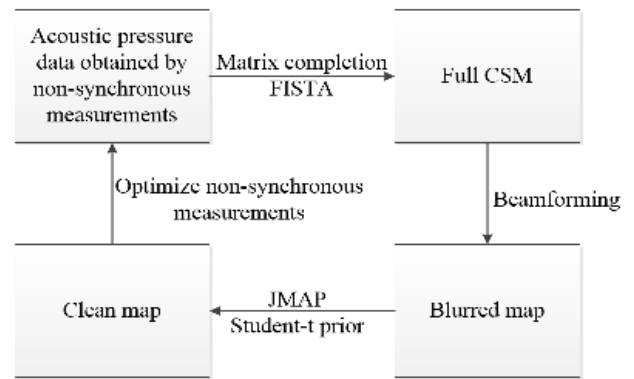 Acoustic pressure
data obtained by
non-synchronous
measurements
Matrix completion
FISTA
Full CSM
Optimize non-synchronous
measurements
Beamforming
Clean map
JMAP
Student-t prior
Blurred map